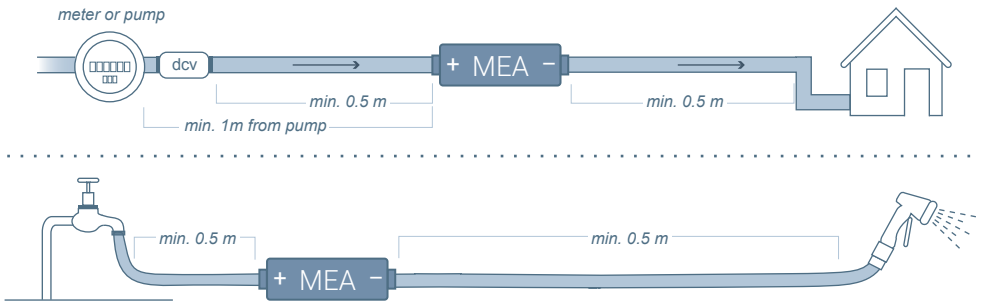 meter or pump
dcv
+ MEA −
min. 0.5 m
min. 0.5 m
min. 1m from pump
min. 0.5 m
min. 0.5 m
+ MEA −